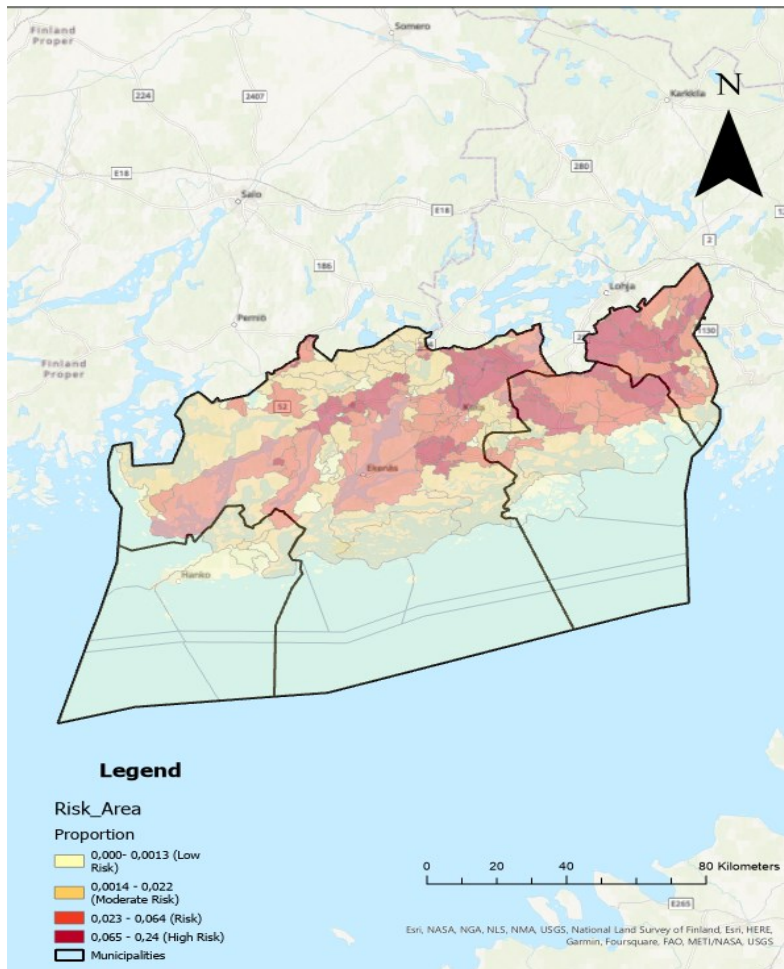 Finland
Proper
Somero
N
224
2407
Karkkila
E18
280
Salo
E18
2
186
Lohja
Perniö
130
Finland
Proper
52
Ekenäs
Hanko
Legend
Risk_Area
Proportion
0,000- 0,0013 (Low
Risk)
0,0014 - 0,022
(Moderate Risk)
0,023 - 0,064 (Risk)
0,065 - 0,24 (High Risk)
Municipalities
0 20 40 80 Kilometers
E265
Esri, NASA, NGA, NLS, NMA, USGS, National Land Survey of Finland, Esri, HERE,
Garmin, Foursquare, FAO, METI/NASA, USGS